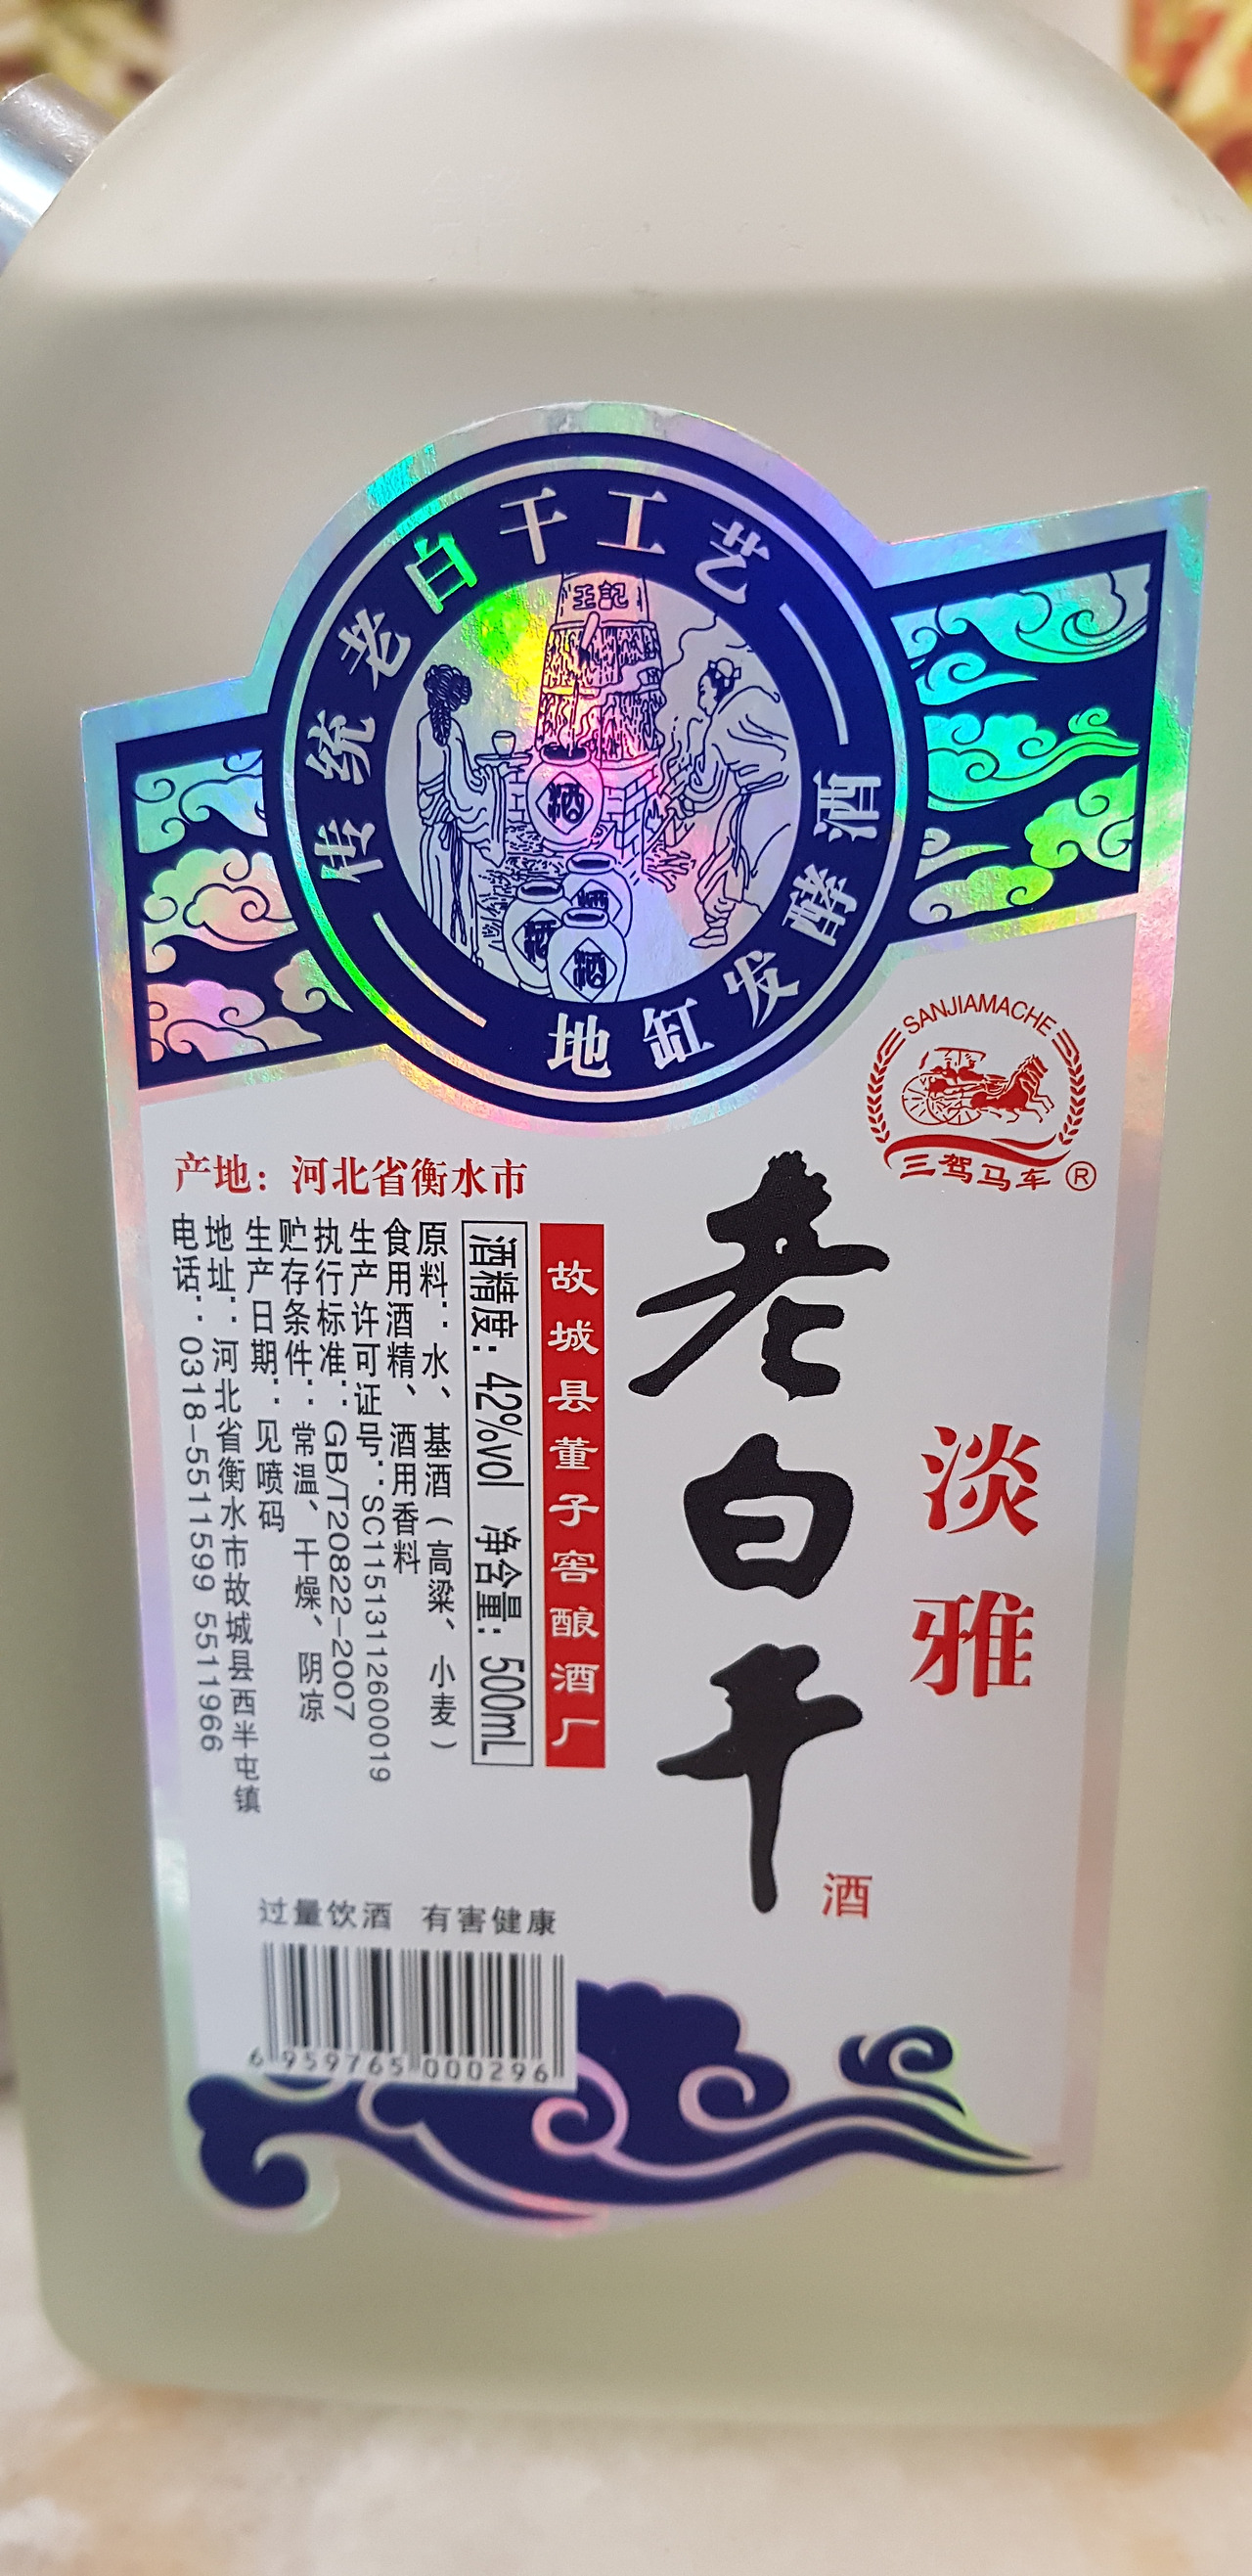 传统老白干工艺
地缸发酵酒
王記
酒
酒
酒
酒
SANJIAMACHE
三驾马车®
淡雅
老白干
酒
产地：河北省衡水市
故城县董子窖酿酒厂
酒精度：42%vol 净含量：500mL
原料：水、基酒（高粱、小麦）
食用酒精、酒用香料
生产许可证号：SC11513112600019
执行标准：GB/T20822-2007
贮存条件：常温、干燥、阴凉
生产日期：见喷码
地址：河北省衡水市故城县西半屯镇
电话：0318-5511599 5511966
过量饮酒 有害健康
6 959765 000296